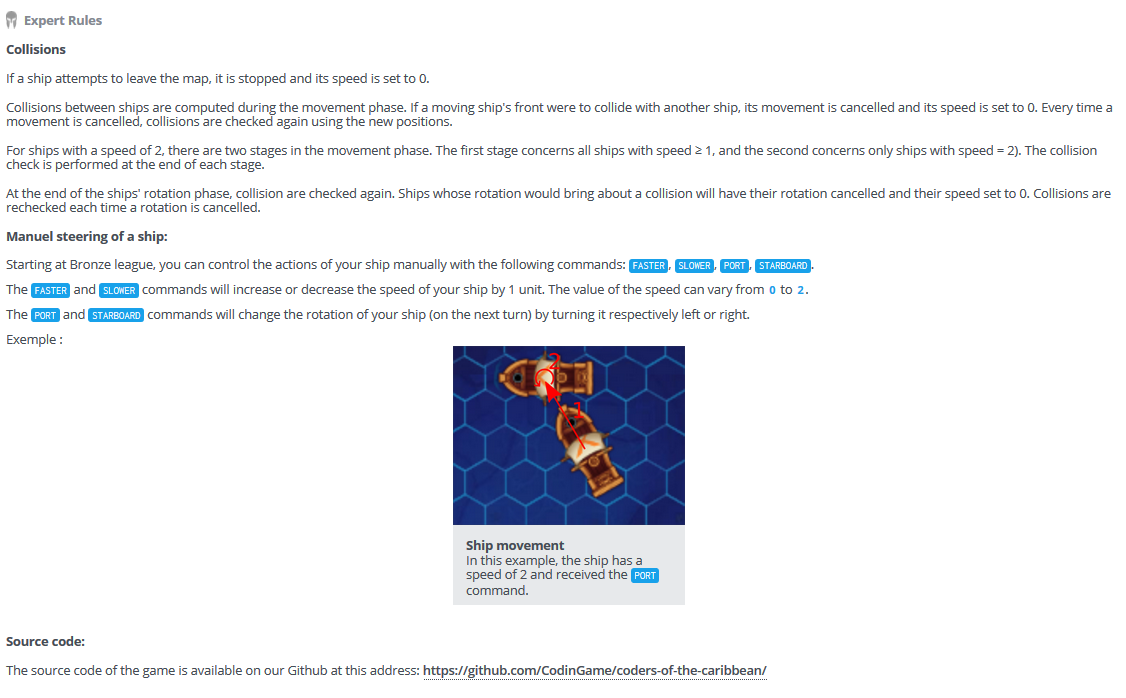 Expert Rules
Collisions
If a ship attempts to leave the map, it is stopped and its speed is set to 0.
Collisions between ships are computed during the movement phase. If a moving ship's front were to collide with another ship, its movement is cancelled and its speed is set to 0. Every time a
movement is cancelled, collisions are checked again using the new positions.
For ships with a speed of 2, there are two stages in the movement phase. The first stage concerns all ships with speed ≥ 1, and the second concerns only ships with speed = 2). The collision
check is performed at the end of each stage.
At the end of the ships' rotation phase, collision are checked again. Ships whose rotation would bring about a collision will have their rotation cancelled and their speed set to 0. Collisions are
rechecked each time a rotation is cancelled.
Manuel steering of a ship:
Starting at Bronze league, you can control the actions of your ship manually with the following commands: FASTER, SLOWER, PORT, STARBOARD.
The FASTER and SLOWER commands will increase or decrease the speed of your ship by 1 unit. The value of the speed can vary from 0 to 2.
The PORT and STARBOARD commands will change the rotation of your ship (on the next turn) by turning it respectively left or right.
Exemple :
2
1
Ship movement
In this example, the ship has a
speed of 2 and received the PORT
command.
Source code:
The source code of the game is available on our Github at this address: https://github.com/CodinGame/coders-of-the-caribbean/